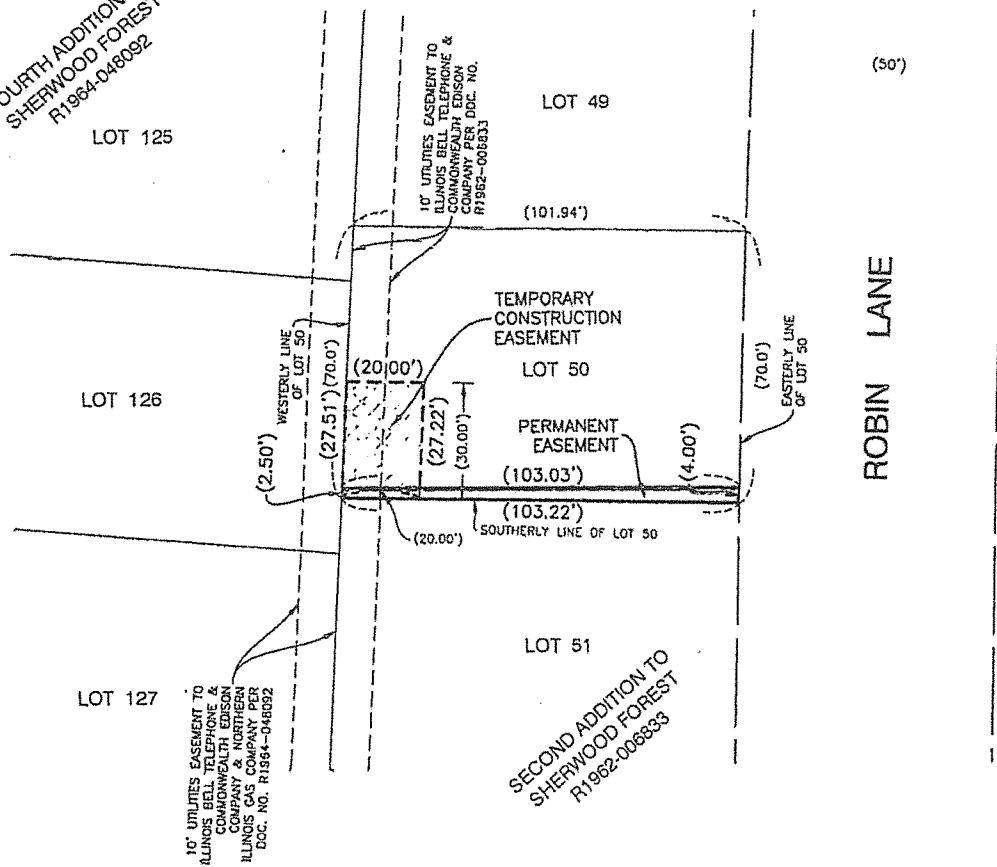 OURTH ADDITION
SHERWOOD FOREST
R1964-048092
LOT 125
10' UTILITIES EASEMENT TO
ILLINOIS BELL TELEPHONE &
COMMONWEALTH EDISON
COMPANY PER DOC. NO.
R1962-006833
LOT 49
(50')
(101.94')
TEMPORARY
CONSTRUCTION
EASEMENT
WESTERLY LINE
OF LOT 50
(70.0')
(20.00')
LOT 50
LOT 126
(27.51')
(27.22')
(30.00')
PERMANENT
EASEMENT
(4.00')
(70.0')
EASTERLY LINE
OF LOT 50
ROBIN LANE
(2.50')
(103.03')
(103.22')
(20.00')
SOUTHERLY LINE OF LOT 50
LOT 51
LOT 127
10' UTILITIES EASEMENT TO
ILLINOIS BELL TELEPHONE &
COMMONWEALTH EDISON
COMPANY & NORTHERN
ILLINOIS GAS COMPANY PER
DOC. NO. R1964-048092
SECOND ADDITION TO
SHERWOOD FOREST
R1962-006833